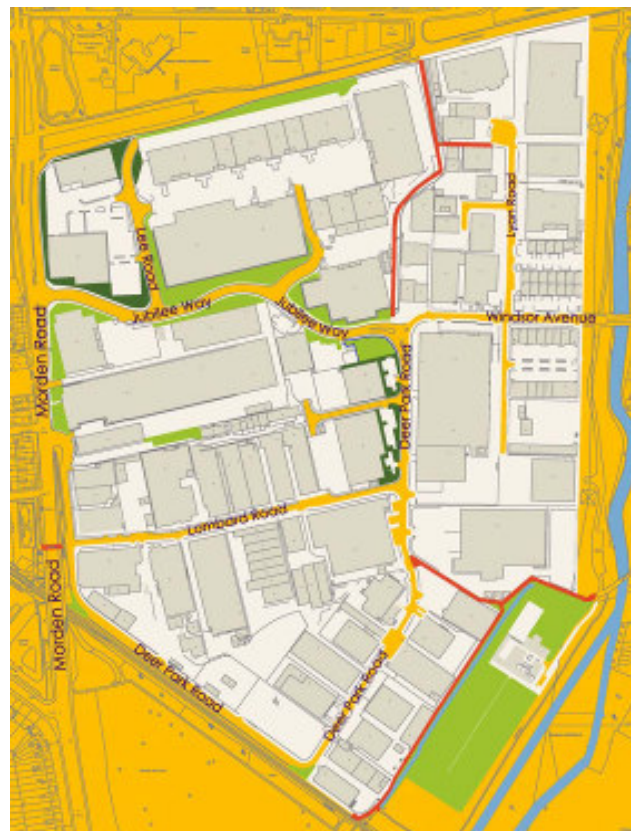 Lyon Road
Lee Road
Jubilee Way
Jubilee Way
Windsor Avenue
Morden Road
Deer Park Road
Lombard Road
Morden Road
Deer Park Road
Deer Park Road